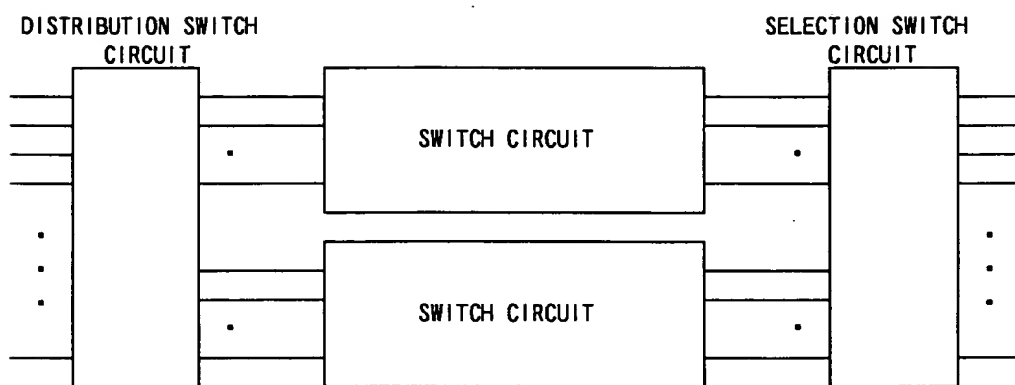 DISTRIBUTION SWITCH
CIRCUIT
SELECTION SWITCH
CIRCUIT
SWITCH CIRCUIT
SWITCH CIRCUIT